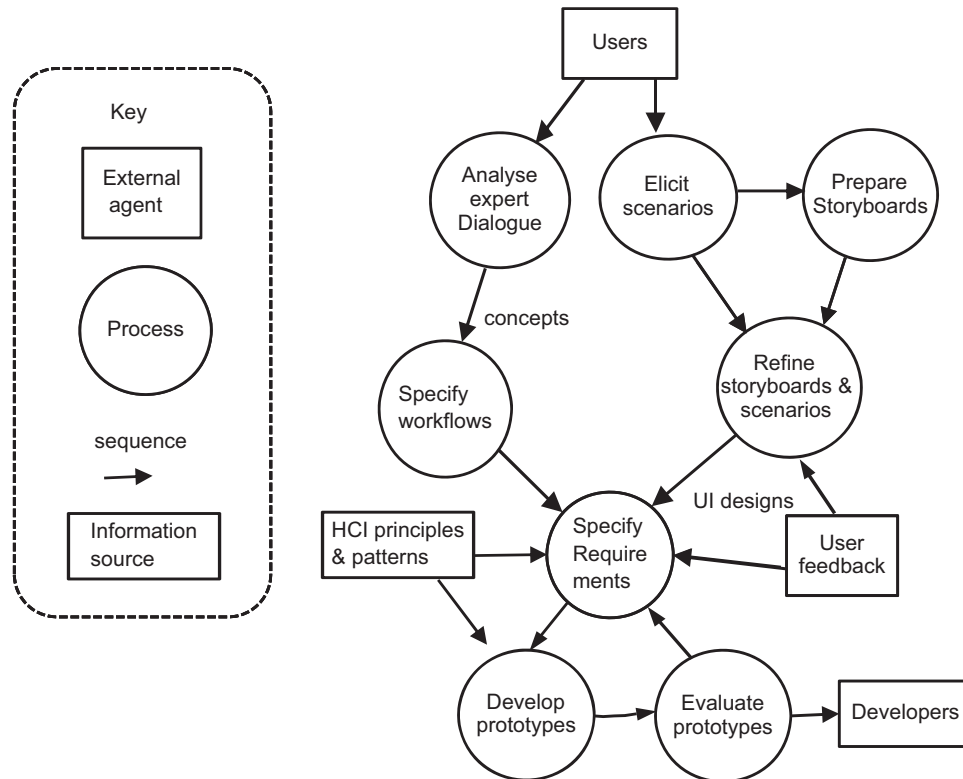 Key
External
agent
Process
sequence
Information
source
Users
Analyse
expert
Dialogue
Elicit
scenarios
Prepare
Storyboards
concepts
Specify
workflows
Refine
storyboards &
scenarios
UI designs
HCI principles
& patterns
Specify
Require
ments
User
feedback
Develop
prototypes
Evaluate
prototypes
Developers